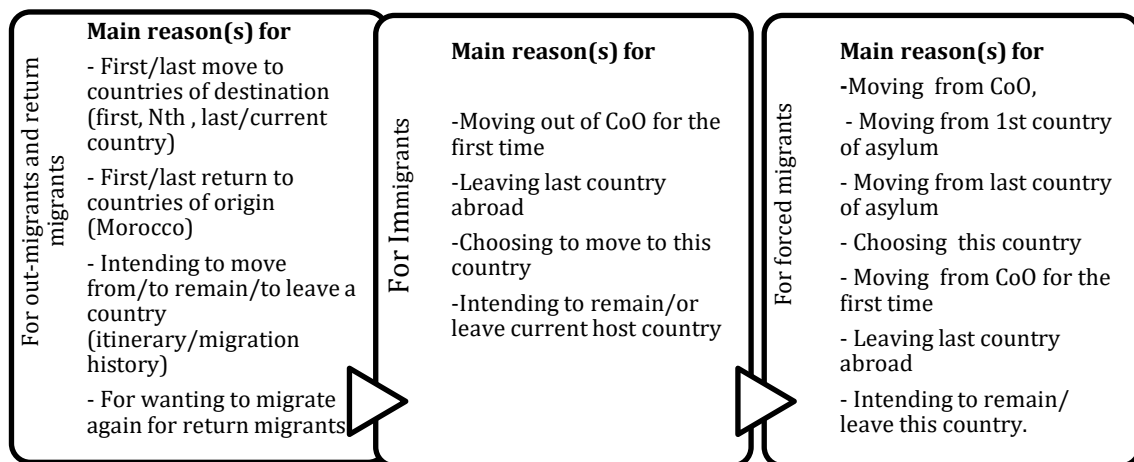 For out-migrants and return
migrants
Main reason(s) for
- First/last move to
countries of destination
(first, Nth , last/current
country)
- First/last return to
countries of origin
(Morocco)
- Intending to move
from/to remain/to leave a
country
(itinerary/migration
history)
- For wanting to migrate
again for return migrants
For Immigrants
Main reason(s) for
-Moving out of CoO for the
first time
-Leaving last country
abroad
-Choosing to move to this
country
-Intending to remain/or
leave current host country
For forced migrants
Main reason(s) for
-Moving from CoO,
- Moving from 1st country
of asylum
- Moving from last country
of asylum
- Choosing this country
- Moving from CoO for the
first time
- Leaving last country
abroad
- Intending to remain/
leave this country.